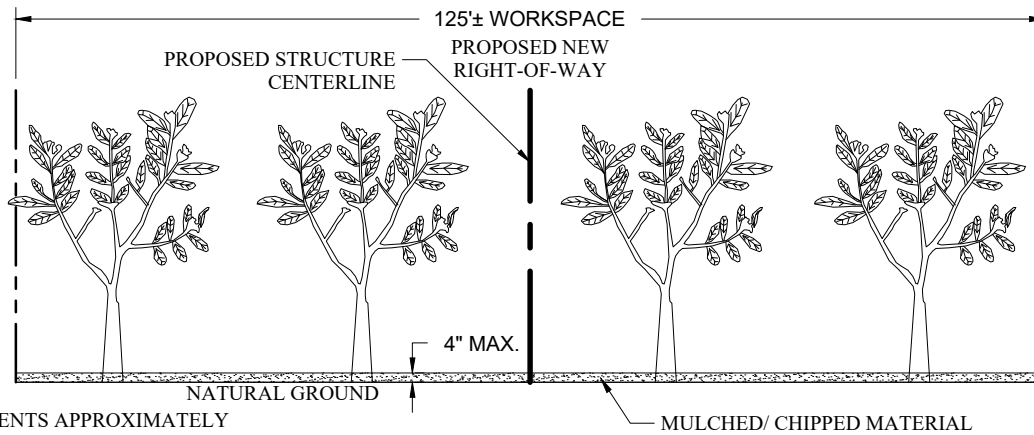 125'± WORKSPACE
PROPOSED STRUCTURE
CENTERLINE
PROPOSED NEW
RIGHT-OF-WAY
4" MAX.
NATURAL GROUND
ENTS APPROXIMATELY
MULCHED/ CHIPPED MATERIAL